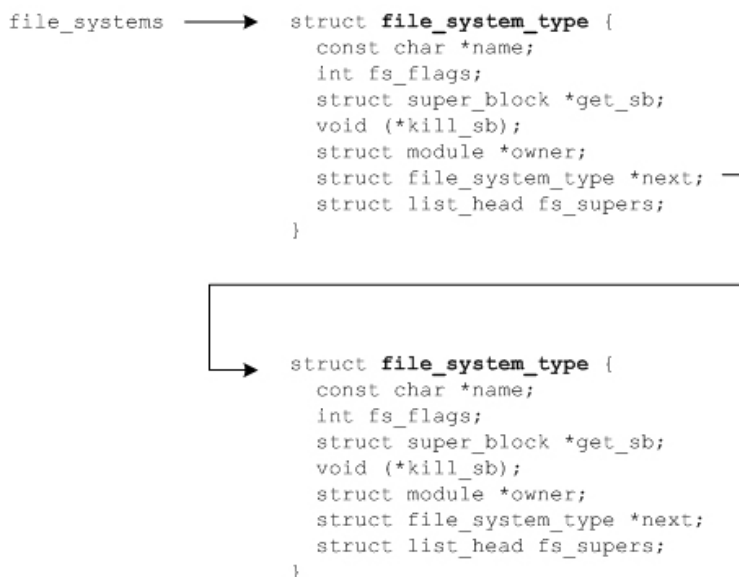 file_systems struct file_system_type {
const char *name;
int fs_flags;
struct super_block *get_sb;
void (*kill_sb);
struct module *owner;
struct file_system_type *next;
struct list_head fs_supers;
}
struct file_system_type {
const char *name;
int fs_flags;
struct super_block *get_sb;
void (*kill_sb);
struct module *owner;
struct file_system_type *next;
struct list_head fs_supers;
}